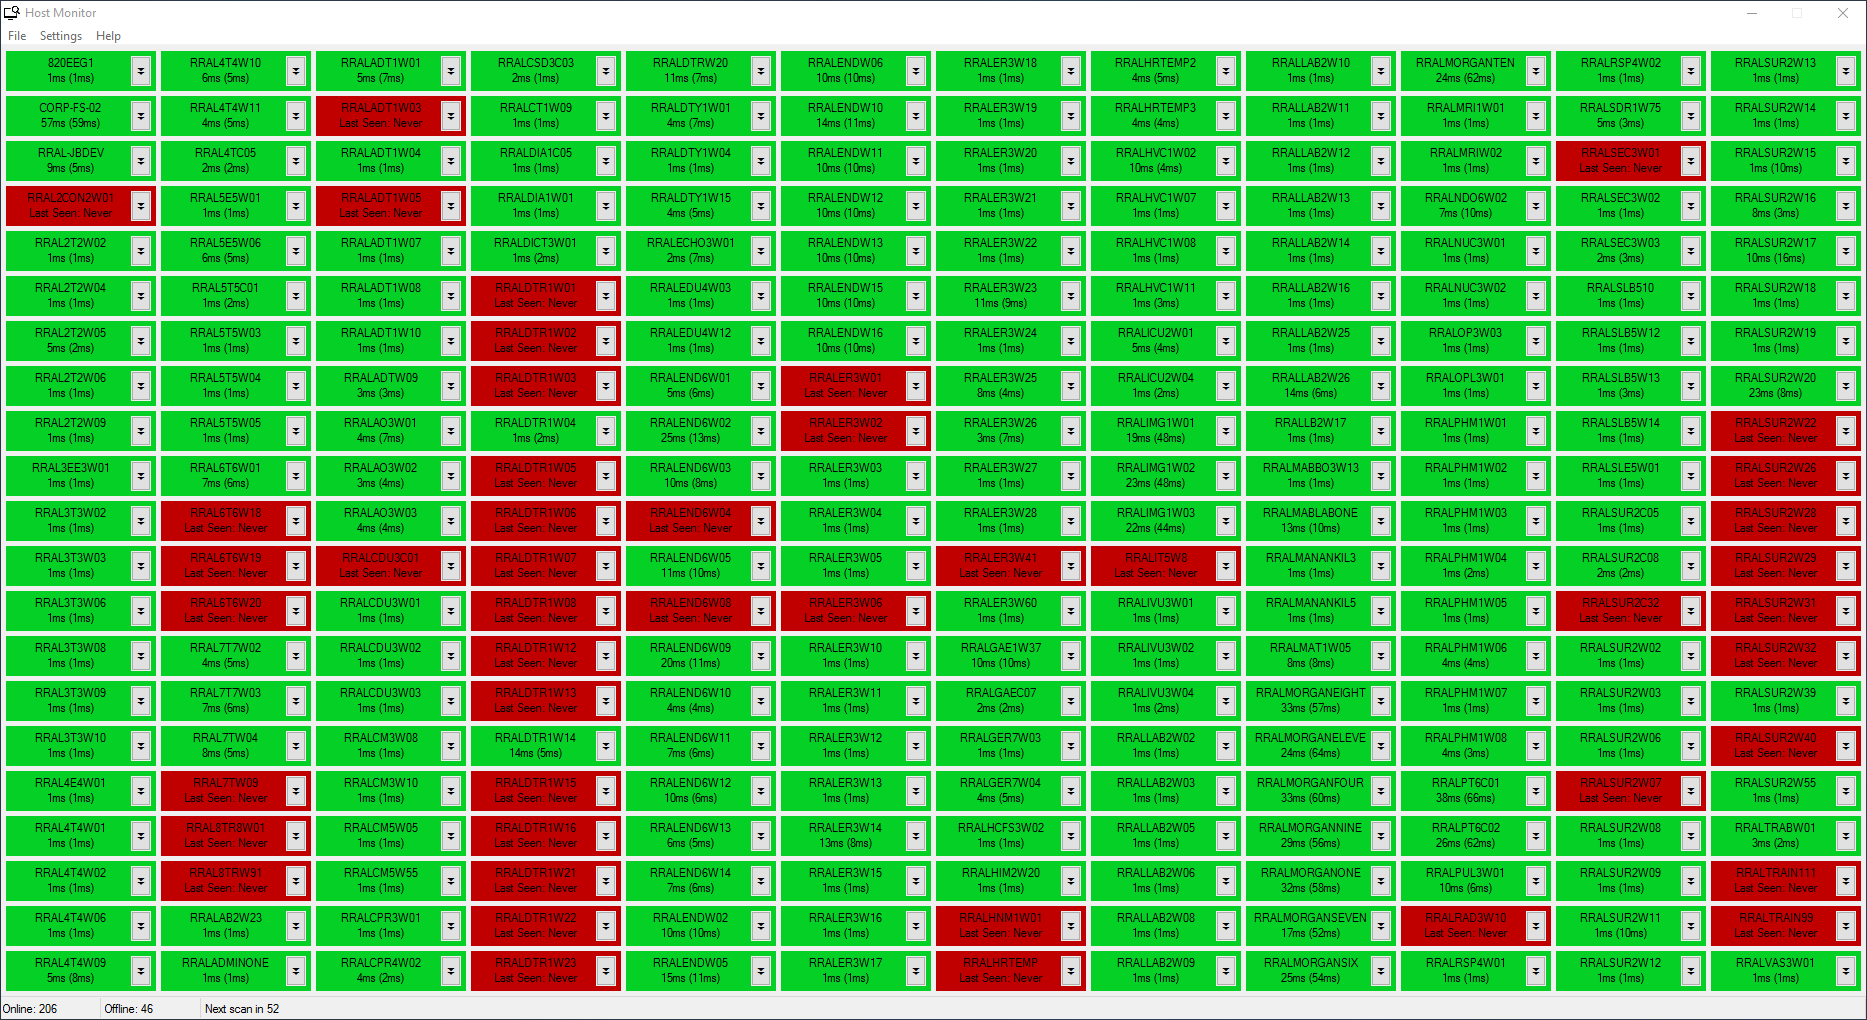 Host Monitor
File Settings Help
820EEG1 RRAL4T4W10 RRALADT1W01 RRALCSD3C03 RRALDTRW20 RRALENDW06 RRALER3W18 RRALHRTEMP2 RRALLAB2W10 RRALMORGANTEN RRALRSP4W02 RRALSUR2W13
1ms (1ms) 6ms (5ms) 5ms (7ms) 2ms (1ms) 11ms (7ms) 10ms (10ms) 1ms (1ms) 4ms (5ms) 1ms (1ms) 24ms (62ms) 1ms (1ms) 1ms (1ms)
CORP-FS-02 RRAL4T4W11 RRALADT1W03 RRALCT1W09 RRALDTY1W01 RRALENDW10 RRALER3W19 RRALHRTEMP3 RRALLAB2W11 RRALMRI1W01 RRALSDR1W75 RRALSUR2W14
57ms (59ms) 4ms (5ms) Last Seen: Never 1ms (1ms) 4ms (7ms) 14ms (11ms) 1ms (1ms) 4ms (4ms) 1ms (1ms) 1ms (1ms) 5ms (3ms) 1ms (1ms)
RRAL-JBDEV RRAL4TC05 RRALADT1W04 RRALDIA1C05 RRALDTY1W04 RRALENDW11 RRALER3W20 RRALHVC1W02 RRALLAB2W12 RRALMRIW02 RRALSEC3W01 RRALSUR2W15
9ms (5ms) 2ms (2ms) 1ms (1ms) 1ms (1ms) 1ms (1ms) 10ms (10ms) 1ms (1ms) 10ms (4ms) 1ms (1ms) 1ms (1ms) Last Seen: Never 1ms (10ms)
RRAL2CON2W01 RRAL5E5W01 RRALADT1W05 RRALDIA1W01 RRALDTY1W15 RRALENDW12 RRALER3W21 RRALHVC1W07 RRALLAB2W13 RRALNDO6W02 RRALSEC3W02 RRALSUR2W16
Last Seen: Never 1ms (1ms) Last Seen: Never 1ms (1ms) 4ms (5ms) 10ms (10ms) 1ms (1ms) 1ms (1ms) 1ms (1ms) 7ms (10ms) 1ms (1ms) 8ms (3ms)
RRAL2T2W02 RRAL5E5W06 RRALADT1W07 RRALDICT3W01 RRALECHO3W01 RRALENDW13 RRALER3W22 RRALHVC1W08 RRALLAB2W14 RRALNUC3W01 RRALSEC3W03 RRALSUR2W17
1ms (1ms) 6ms (5ms) 1ms (1ms) 1ms (2ms) 2ms (7ms) 10ms (10ms) 1ms (1ms) 1ms (1ms) 1ms (1ms) 1ms (1ms) 2ms (3ms) 10ms (16ms)
RRAL2T2W04 RRAL5T5C01 RRALADT1W08 RRALDTR1W01 RRALEDU4W03 RRALENDW15 RRALER3W23 RRALHVC1W11 RRALLAB2W16 RRALNUC3W02 RRALSLB510 RRALSUR2W18
1ms (1ms) 1ms (2ms) 1ms (1ms) Last Seen: Never 1ms (1ms) 10ms (10ms) 11ms (9ms) 1ms (3ms) 1ms (1ms) 1ms (1ms) 1ms (1ms) 1ms (1ms)
RRAL2T2W05 RRAL5T5W03 RRALADT1W10 RRALDTR1W02 RRALEDU4W12 RRALENDW16 RRALER3W24 RRALICU2W01 RRALLAB2W25 RRALOP3W03 RRALSLB5W12 RRALSUR2W19
5ms (2ms) 1ms (1ms) 1ms (1ms) Last Seen: Never 1ms (1ms) 10ms (10ms) 1ms (1ms) 5ms (4ms) 1ms (1ms) 1ms (1ms) 1ms (1ms) 1ms (1ms)
RRAL2T2W06 RRAL5T5W04 RRALADTW09 RRALDTR1W03 RRALEND6W01 RRALER3W01 RRALER3W25 RRALICU2W04 RRALLAB2W26 RRALOPL3W01 RRALSLB5W13 RRALSUR2W20
1ms (1ms) 1ms (1ms) 3ms (3ms) Last Seen: Never 5ms (6ms) Last Seen: Never 8ms (4ms) 1ms (2ms) 14ms (6ms) 1ms (1ms) 1ms (3ms) 23ms (8ms)
RRAL2T2W09 RRAL5T5W05 RRALAO3W01 RRALDTR1W04 RRALEND6W02 RRALER3W02 RRALER3W26 RRALIMG1W01 RRALLB2W17 RRALPHM1W01 RRALSLB5W14 RRALSUR2W22
1ms (1ms) 1ms (1ms) 4ms (7ms) 1ms (2ms) 25ms (13ms) Last Seen: Never 3ms (7ms) 19ms (48ms) 1ms (1ms) 1ms (1ms) 1ms (1ms) Last Seen: Never
RRAL3EE3W01 RRAL6T6W01 RRALAO3W02 RRALDTR1W05 RRALEND6W03 RRALER3W03 RRALER3W27 RRALIMG1W02 RRALMABBO3W13 RRALPHM1W02 RRALSLE5W01 RRALSUR2W26
1ms (1ms) 7ms (6ms) 3ms (4ms) Last Seen: Never 10ms (8ms) 1ms (1ms) 1ms (1ms) 23ms (48ms) 1ms (1ms) 1ms (1ms) 1ms (1ms) Last Seen: Never
RRAL3T3W02 RRAL6T6W18 RRALAO3W03 RRALDTR1W06 RRALEND6W04 RRALER3W04 RRALER3W28 RRALIMG1W03 RRALMABLABONE RRALPHM1W03 RRALSUR2C05 RRALSUR2W28
1ms (1ms) Last Seen: Never 4ms (4ms) Last Seen: Never Last Seen: Never 1ms (1ms) 1ms (1ms) 22ms (44ms) 13ms (10ms) 1ms (1ms) 1ms (1ms) Last Seen: Never
RRAL3T3W03 RRAL6T6W19 RRALCDU3C01 RRALDTR1W07 RRALEND6W05 RRALER3W05 RRALER3W41 RRALIT5W8 RRALMANANKIL3 RRALPHM1W04 RRALSUR2C08 RRALSUR2W29
1ms (1ms) Last Seen: Never Last Seen: Never Last Seen: Never 11ms (10ms) 1ms (1ms) Last Seen: Never Last Seen: Never 1ms (1ms) 1ms (2ms) 2ms (2ms) Last Seen: Never
RRAL3T3W06 RRAL6T6W20 RRALCDU3W01 RRALDTR1W08 RRALEND6W08 RRALER3W06 RRALER3W60 RRALIVU3W01 RRALMANANKIL5 RRALPHM1W05 RRALSUR2C32 RRALSUR2W31
1ms (1ms) Last Seen: Never 1ms (1ms) Last Seen: Never Last Seen: Never Last Seen: Never 1ms (1ms) 1ms (1ms) 1ms (1ms) 1ms (1ms) Last Seen: Never Last Seen: Never
RRAL3T3W08 RRAL7T7W02 RRALCDU3W02 RRALDTR1W12 RRALEND6W09 RRALER3W10 RRALGAE1W37 RRALIVU3W02 RRALMAT1W05 RRALPHM1W06 RRALSUR2W02 RRALSUR2W32
1ms (1ms) 4ms (5ms) 1ms (1ms) Last Seen: Never 20ms (11ms) 1ms (1ms) 10ms (10ms) 1ms (1ms) 8ms (8ms) 4ms (4ms) 1ms (1ms) Last Seen: Never
RRAL3T3W09 RRAL7T7W03 RRALCDU3W03 RRALDTR1W13 RRALEND6W10 RRALER3W11 RRALGAEC07 RRALIVU3W04 RRALMORGANEIGHT RRALPHM1W07 RRALSUR2W03 RRALSUR2W39
1ms (1ms) 7ms (6ms) 1ms (1ms) Last Seen: Never 4ms (4ms) 1ms (1ms) 2ms (2ms) 1ms (2ms) 33ms (57ms) 1ms (1ms) 1ms (1ms) 1ms (1ms)
RRAL3T3W10 RRAL7TW04 RRALCM3W08 RRALDTR1W14 RRALEND6W11 RRALER3W12 RRALGER7W03 RRALLAB2W02 RRALMORGANELEVE RRALPHM1W08 RRALSUR2W06 RRALSUR2W40
1ms (1ms) 8ms (5ms) 1ms (1ms) 14ms (5ms) 7ms (6ms) 1ms (1ms) 1ms (1ms) 1ms (1ms) 24ms (64ms) 4ms (3ms) 1ms (1ms) Last Seen: Never
RRAL4E4W01 RRAL7TW09 RRALCM3W10 RRALDTR1W15 RRALEND6W12 RRALER3W13 RRALGER7W04 RRALLAB2W03 RRALMORGANFOUR RRALPT6C01 RRALSUR2W07 RRALSUR2W55
1ms (1ms) Last Seen: Never 1ms (1ms) Last Seen: Never 10ms (6ms) 1ms (1ms) 4ms (5ms) 1ms (1ms) 33ms (60ms) 38ms (66ms) Last Seen: Never 1ms (1ms)
RRAL4T4W01 RRAL8TR8W01 RRALCM5W05 RRALDTR1W16 RRALEND6W13 RRALER3W14 RRALHCFS3W02 RRALLAB2W05 RRALMORGANNINE RRALPT6C02 RRALSUR2W08 RRALTRABW01
1ms (1ms) Last Seen: Never 1ms (1ms) Last Seen: Never 6ms (5ms) 13ms (8ms) 1ms (1ms) 1ms (1ms) 29ms (56ms) 26ms (62ms) 1ms (1ms) 3ms (2ms)
RRAL4T4W02 RRAL8TRW91 RRALCM5W55 RRALDTR1W21 RRALEND6W14 RRALER3W15 RRALHIM2W20 RRALLAB2W06 RRALMORGANONE RRALPUL3W01 RRALSUR2W09 RRALTRAIN111
1ms (1ms) Last Seen: Never 1ms (1ms) Last Seen: Never 7ms (6ms) 1ms (1ms) 1ms (1ms) 1ms (1ms) 32ms (58ms) 10ms (6ms) 1ms (1ms) Last Seen: Never
RRAL4T4W06 RRALAB2W23 RRALCPR3W01 RRALDTR1W22 RRALENDW02 RRALER3W16 RRALHNM1W01 RRALLAB2W08 RRALMORGANSEVEN RRALRAD3W10 RRALSUR2W11 RRALTRAIN99
1ms (1ms) 1ms (1ms) 1ms (1ms) Last Seen: Never 10ms (10ms) 1ms (1ms) Last Seen: Never 1ms (1ms) 17ms (52ms) Last Seen: Never 1ms (10ms) Last Seen: Never
RRAL4T4W09 RRALADMINONE RRALCPR4W02 RRALDTR1W23 RRALENDW05 RRALER3W17 RRALHRTEMP RRALLAB2W09 RRALMORGANSIX RRALRSP4W01 RRALSUR2W12 RRALVAS3W01
5ms (8ms) 1ms (1ms) 4ms (2ms) Last Seen: Never 15ms (11ms) 1ms (1ms) Last Seen: Never 1ms (1ms) 25ms (54ms) 1ms (1ms) 1ms (1ms) 1ms (1ms)
Online: 206 Offline: 46 Next scan in 52